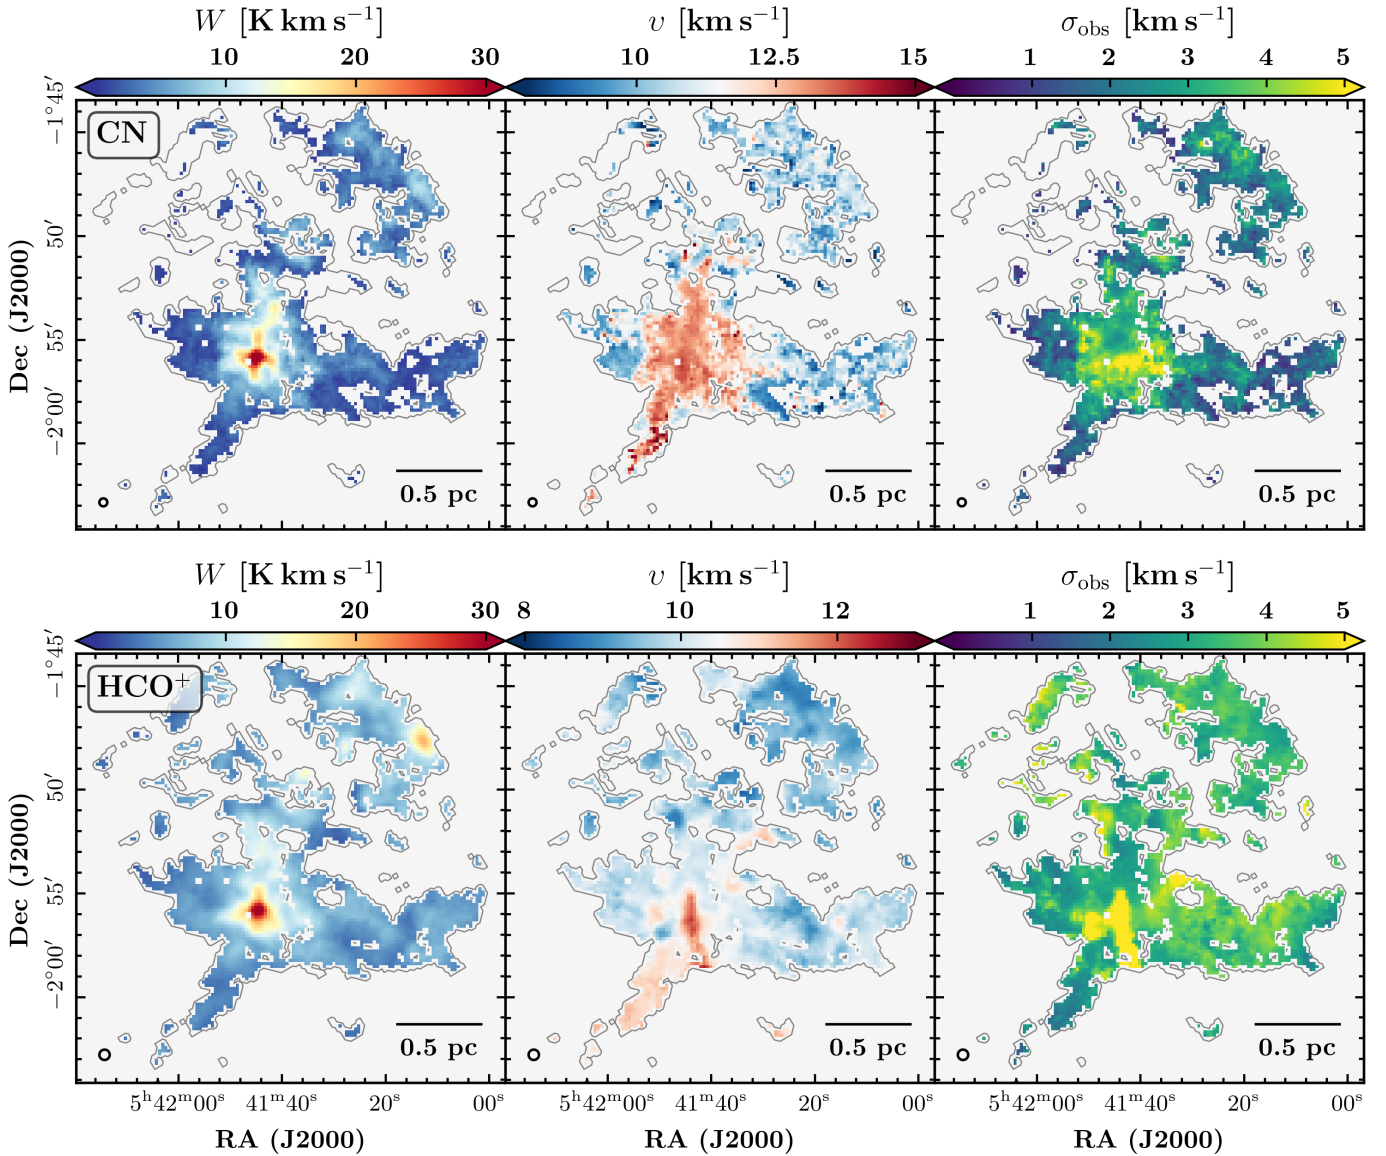 W [K km s⁻¹] v [km s⁻¹] σobs [km s⁻¹]
10 20 30 10 12.5 15 1 2 3 4 5
CN
−1°45′
50′
55′
−2°00′
Dec (J2000)
0.5 pc 0.5 pc 0.5 pc
W [K km s⁻¹] v [km s⁻¹] σobs [km s⁻¹]
10 20 30 8 10 12 1 2 3 4 5
HCO⁺
−1°45′
50′
55′
−2°00′
Dec (J2000)
0.5 pc 0.5 pc 0.5 pc
5ʰ42ᵐ00ˢ 41ᵐ40ˢ 20ˢ 00ˢ 5ʰ42ᵐ00ˢ 41ᵐ40ˢ 20ˢ 00ˢ 5ʰ42ᵐ00ˢ 41ᵐ40ˢ 20ˢ 00ˢ
RA (J2000) RA (J2000) RA (J2000)